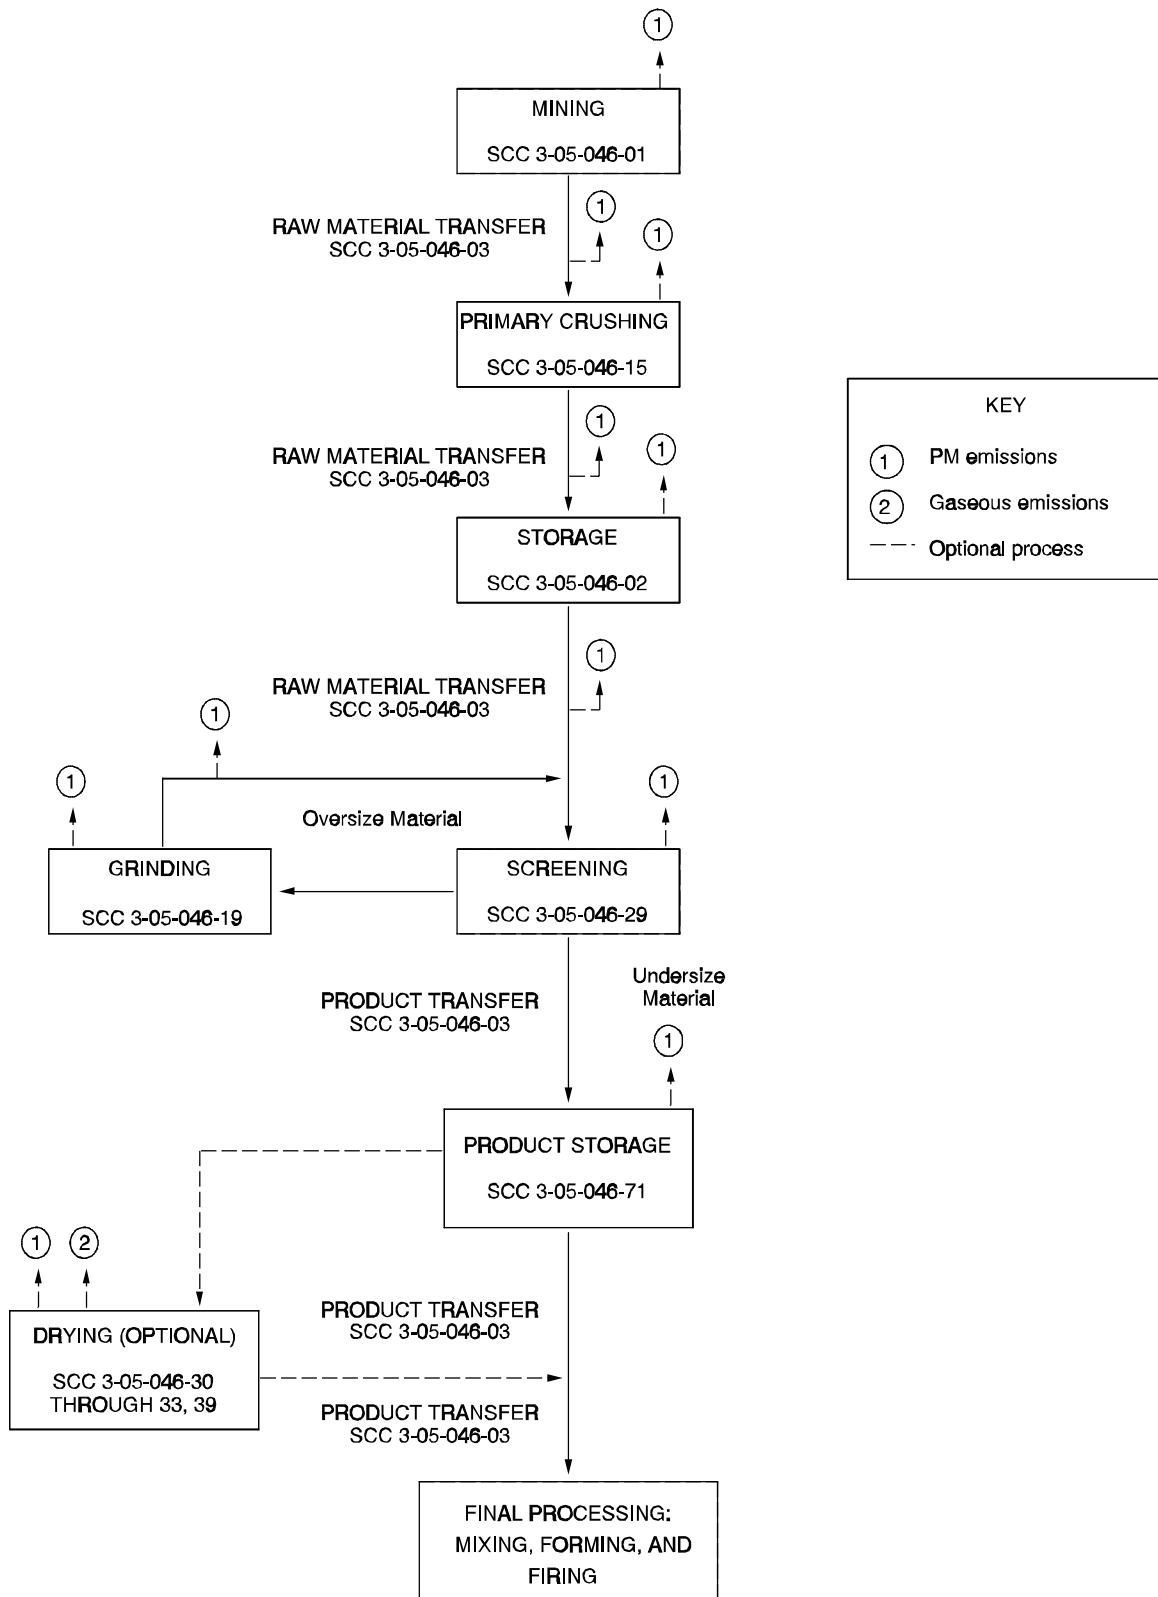 1
MINING
SCC 3-05-046-01
1
RAW MATERIAL TRANSFER
SCC 3-05-046-03
1
PRIMARY CRUSHING
SCC 3-05-046-15
KEY
1 PM emissions
2 Gaseous emissions
Optional process
1
RAW MATERIAL TRANSFER
SCC 3-05-046-03
1
STORAGE
SCC 3-05-046-02
1
RAW MATERIAL TRANSFER
SCC 3-05-046-03
1
1
1
Oversize Material
GRINDING
SCC 3-05-046-19
SCREENING
SCC 3-05-046-29
Undersize
Material
PRODUCT TRANSFER
SCC 3-05-046-03
1
PRODUCT STORAGE
SCC 3-05-046-71
1 2
DRYING (OPTIONAL)
SCC 3-05-046-30
THROUGH 33, 39
PRODUCT TRANSFER
SCC 3-05-046-03
PRODUCT TRANSFER
SCC 3-05-046-03
FINAL PROCESSING:
MIXING, FORMING, AND
FIRING